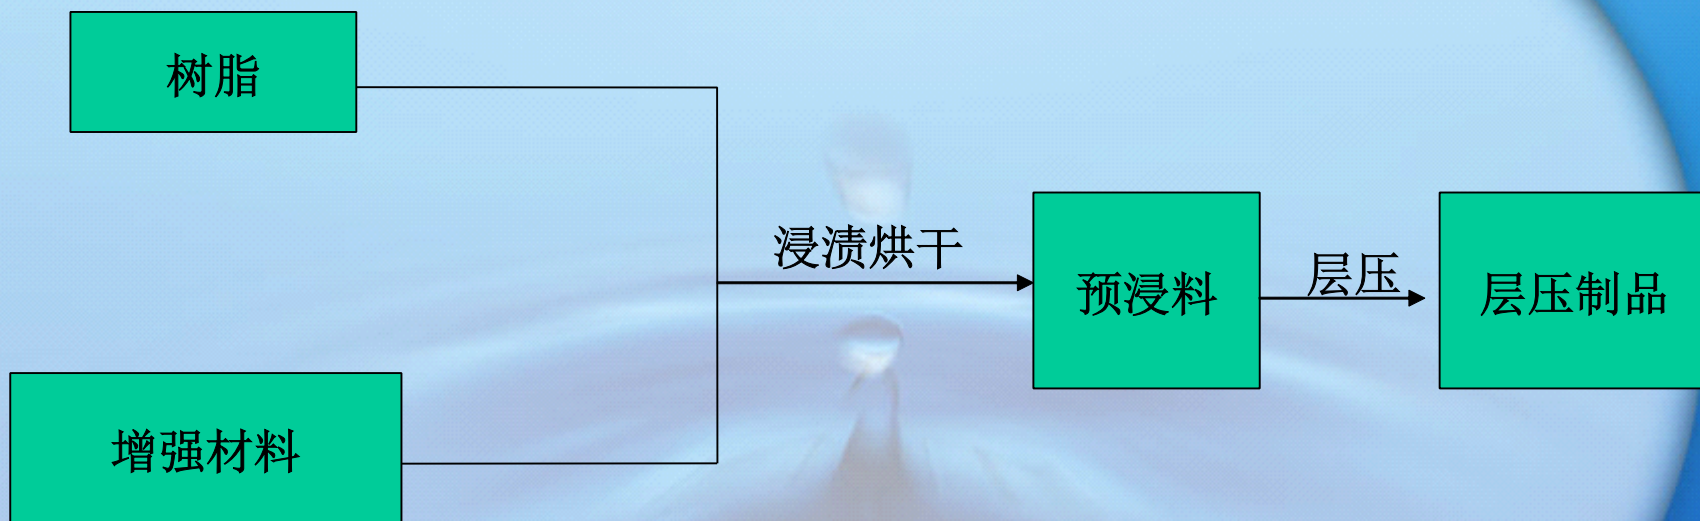 树脂
浸渍烘干
预浸料
层压
层压制品
增强材料